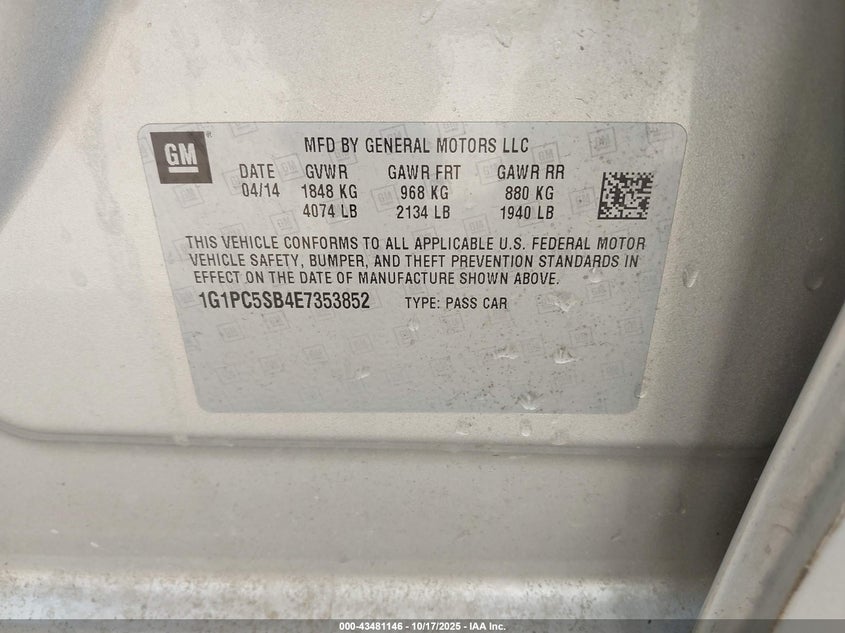 GM
MFD BY GENERAL MOTORS LLC
DATE GVWR GAWR FRT GAWR RR
04/14 1848 KG 968 KG 880 KG
4074 LB 2134 LB 1940 LB
THIS VEHICLE CONFORMS TO ALL APPLICABLE U.S. FEDERAL MOTOR
VEHICLE SAFETY, BUMPER, AND THEFT PREVENTION STANDARDS IN
EFFECT ON THE DATE OF MANUFACTURE SHOWN ABOVE.
1G1PC5SB4E7353852 TYPE: PASS CAR
000-43481146 - 10/17/2025 - IAA Inc.